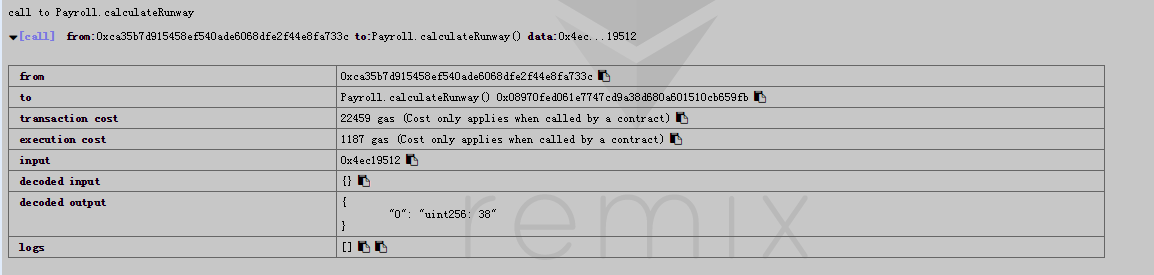 call to Payroll.calculateRunway
[call] from:0xca35b7d915458ef540ade6068dfe2f44e8fa733c to:Payroll.calculateRunway() data:0x4ec...19512
from 0xca35b7d915458ef540ade6068dfe2f44e8fa733c
to Payroll.calculateRunway() 0x08970fed061e7747cd9a38d680a601510cb659fb
transaction cost 22459 gas (Cost only applies when called by a contract)
execution cost 1187 gas (Cost only applies when called by a contract)
input 0x4ec19512
decoded input {}
decoded output {
"0": "uint256: 38"
}
logs []
remix